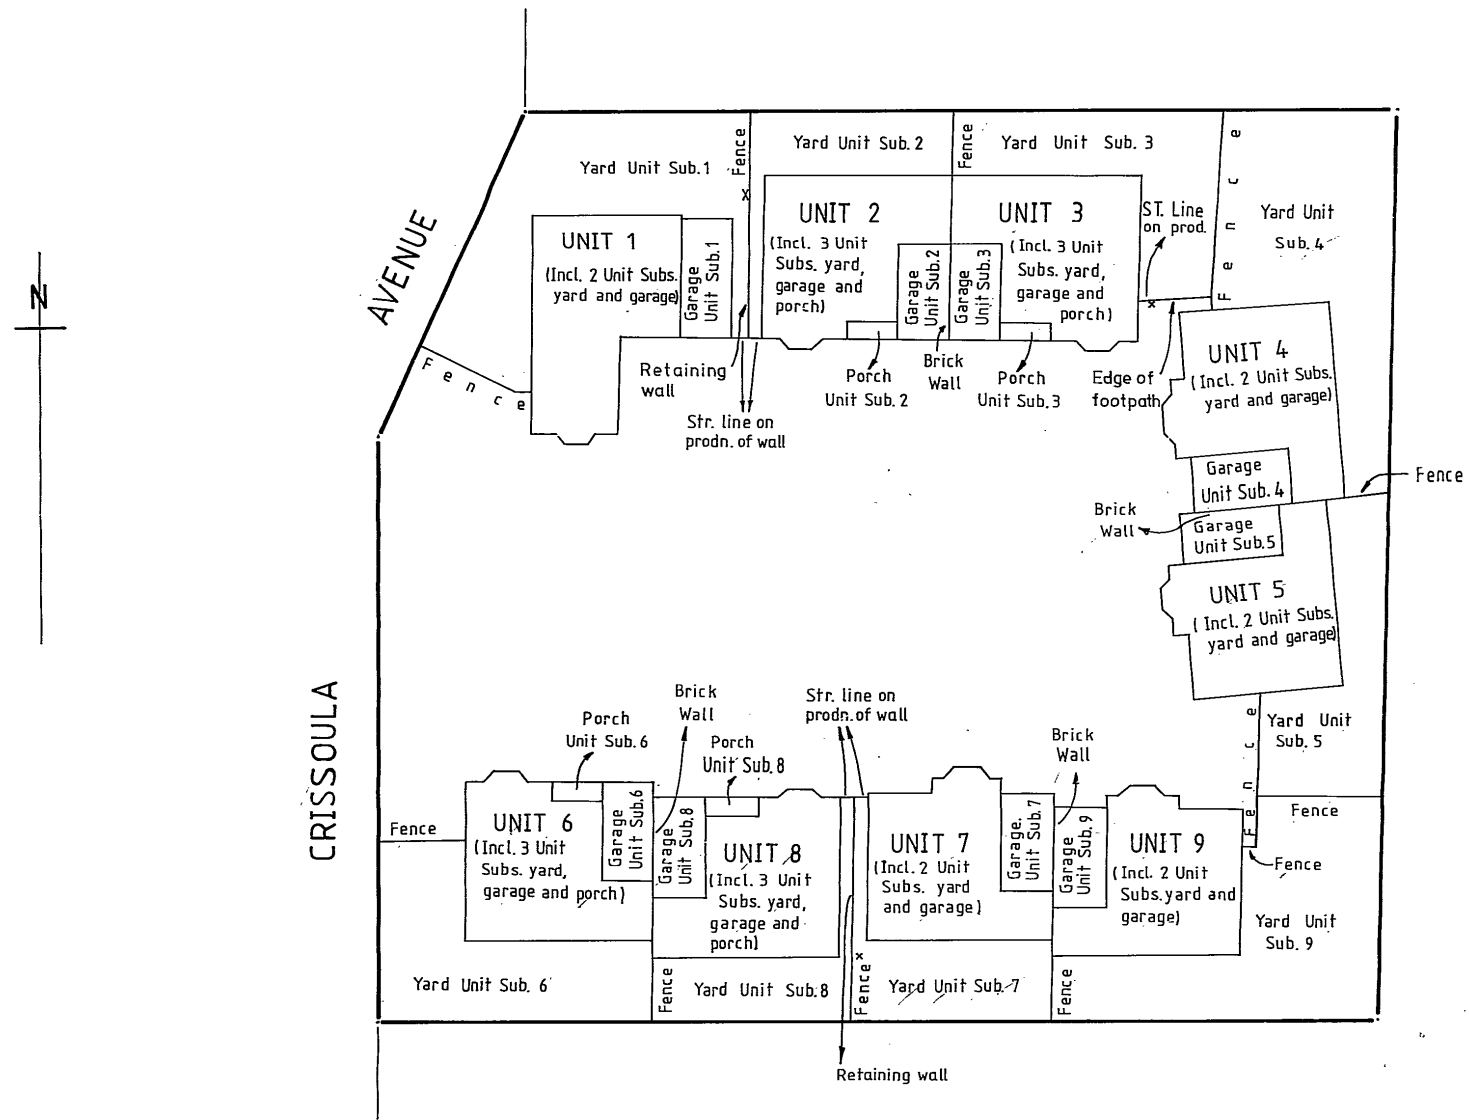 N
AVENUE
CRISSOULA
Yard Unit Sub.1
Fence
x
Yard Unit Sub.2
Fence
Yard Unit Sub. 3
Fence
Yard Unit
Sub.4
UNIT 1
(Incl. 2 Unit Subs.
yard and garage)
Garage
Unit Sub.1
UNIT 2
(Incl. 3 Unit
Subs. yard,
garage and
porch)
Garage
Unit Sub.2
Garage
Unit Sub.3
UNIT 3
(Incl. 3 Unit
Subs. yard,
garage and
porch)
ST. Line
on prod.
x
Fence
Retaining
wall
Str. line on
prodn. of wall
Porch
Unit Sub.2
Brick
Wall
Porch
Unit Sub.3
Edge of
footpath
UNIT 4
(Incl. 2 Unit Subs.
yard and garage)
Garage
Unit Sub.4
Fence
Brick
Wall
Garage
Unit Sub.5
UNIT 5
(Incl. 2 Unit Subs.
yard and garage)
Yard Unit
Sub. 5
Fence
Fence
Fence
Porch
Unit Sub.6
Brick
Wall
Porch
Unit Sub.8
Str. line on
prodn. of wall
Brick
Wall
Fence
UNIT 6
(Incl. 3 Unit
Subs. yard,
garage and porch)
Garage
Unit Sub.6
Garage
Unit Sub.8
UNIT 8
(Incl. 3 Unit
Subs. yard,
garage and
porch)
UNIT 7
(Incl. 2 Unit
Subs. yard
and garage)
Garage.
Unit Sub.7
Garage
Unit Sub.9
UNIT 9
(Incl. 2 Unit
Subs. yard and
garage)
Yard Unit
Sub. 9
Yard Unit Sub. 6
Fence
Yard Unit Sub.8
Fence
x
Yard Unit Sub.7
Fence
Retaining wall